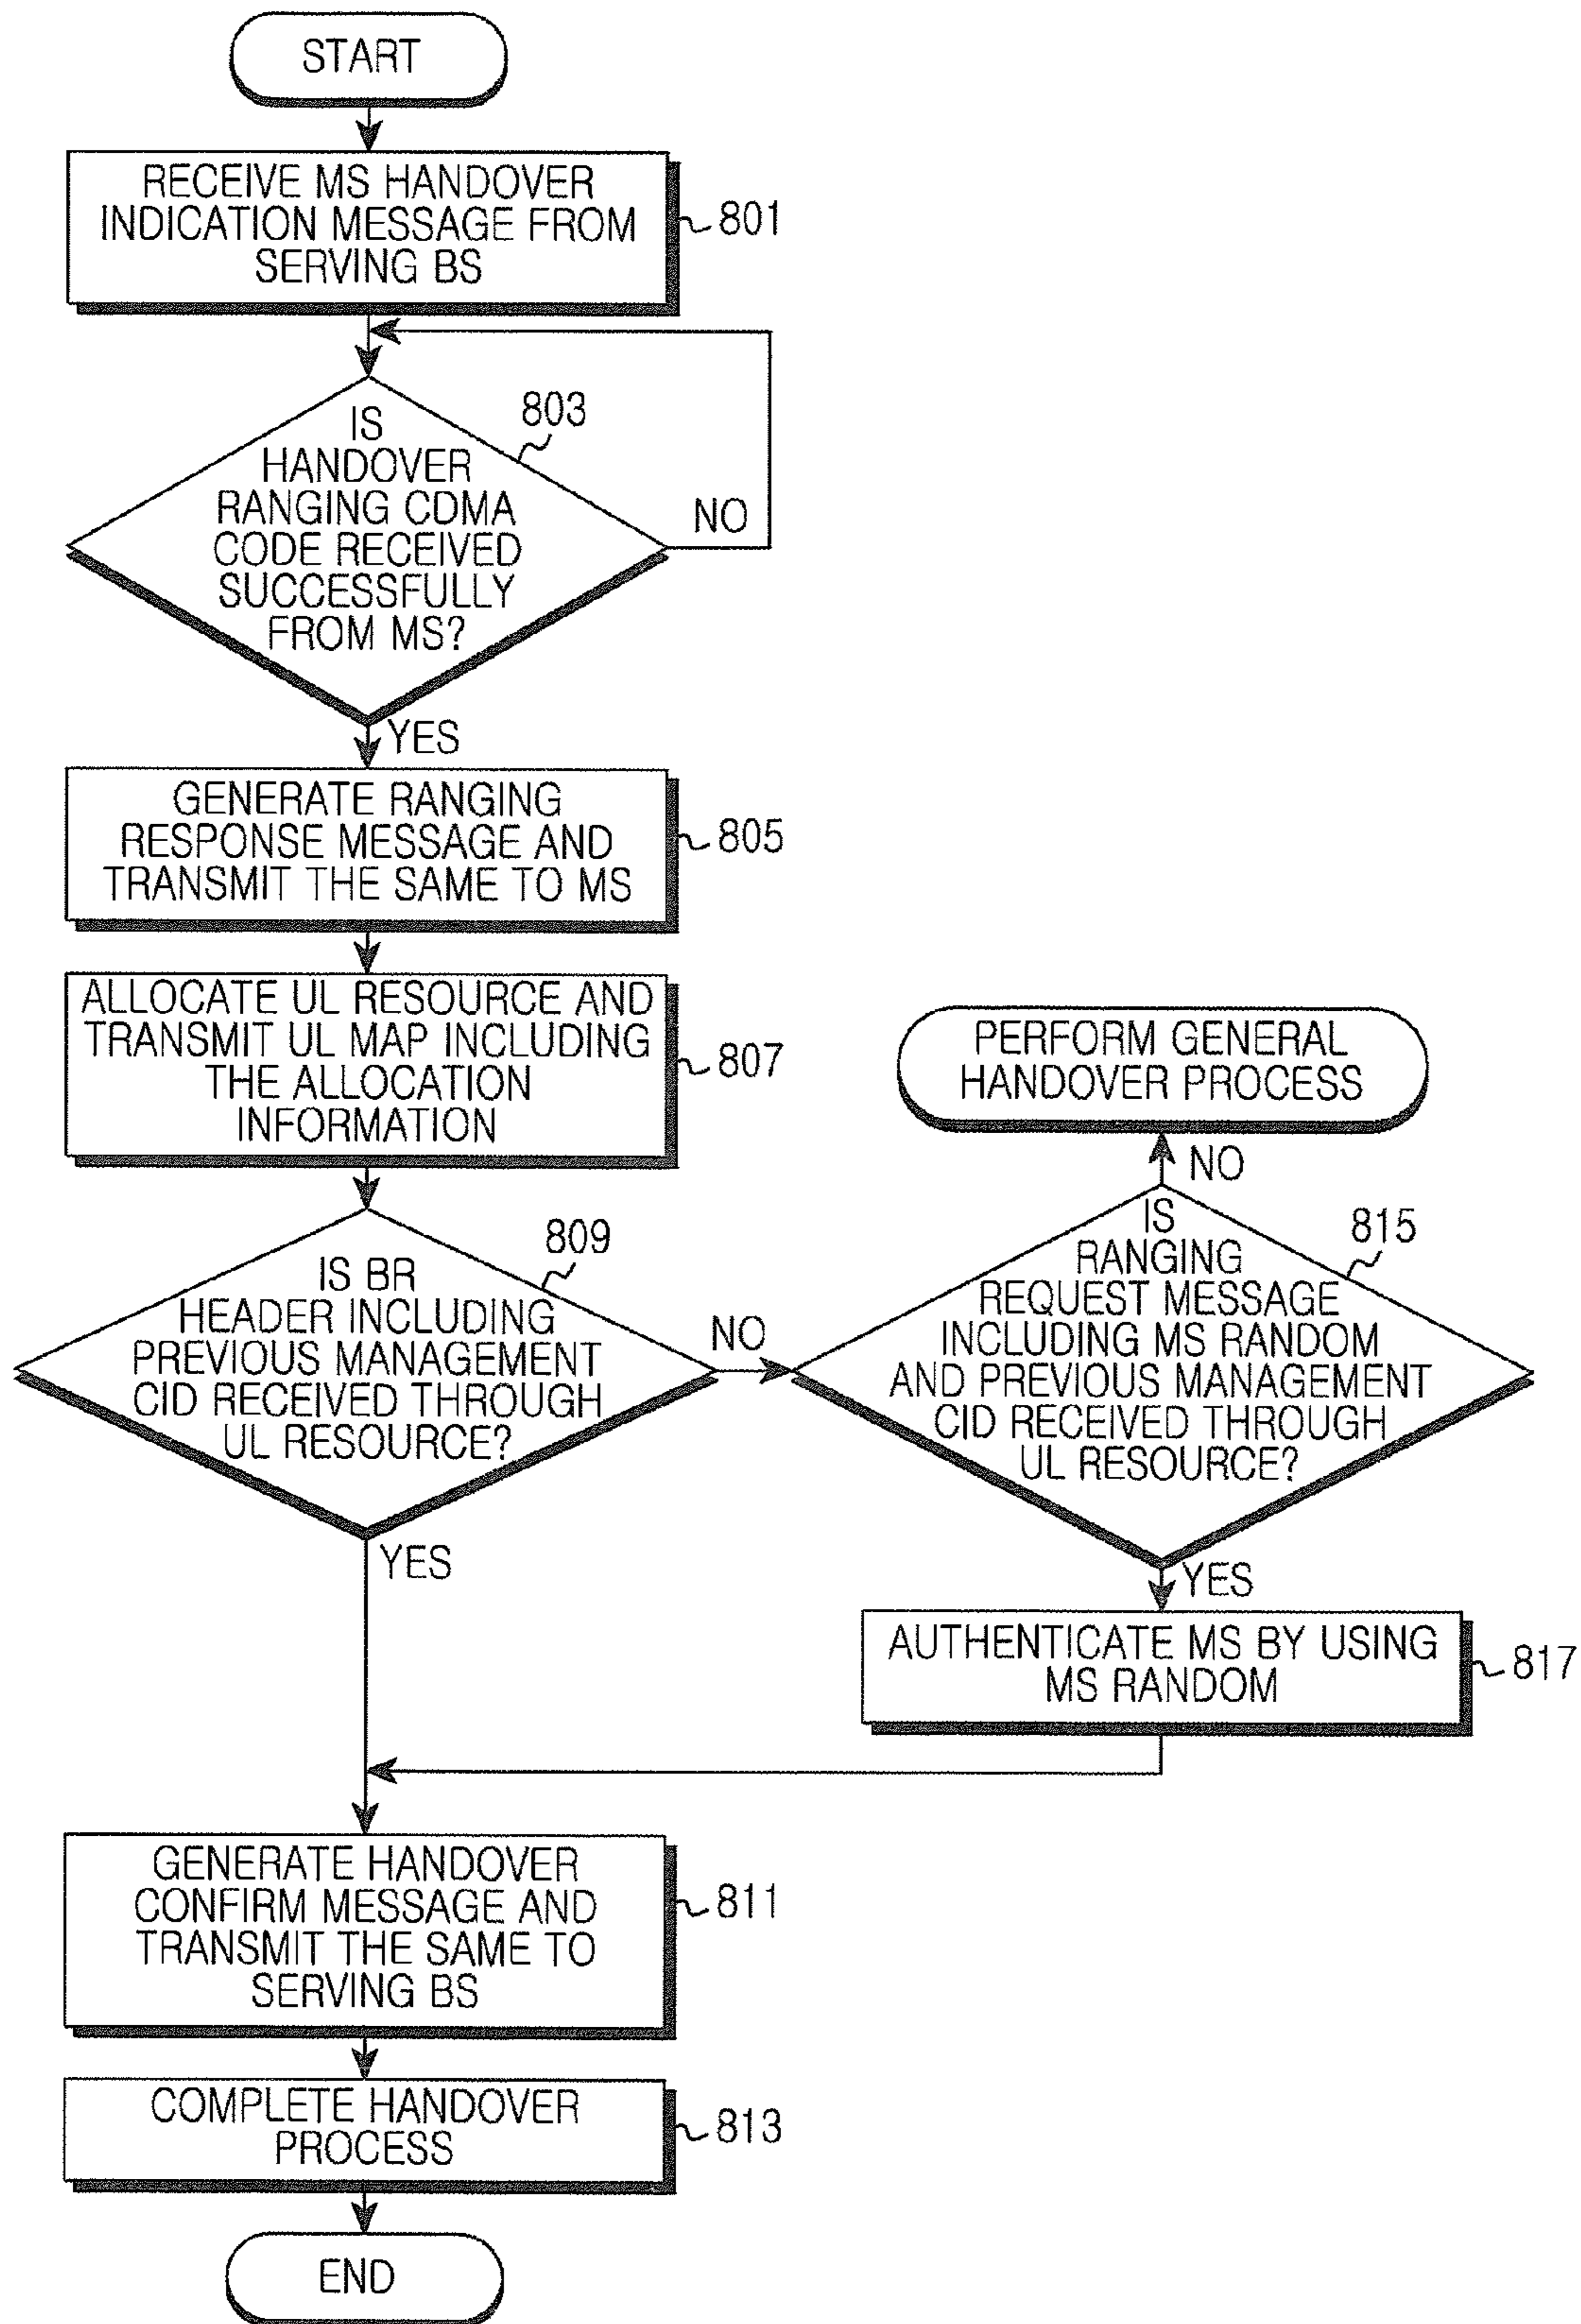 START
RECEIVE MS HANDOVER
INDICATION MESSAGE FROM
SERVING BS
801
IS
HANDOVER
RANGING CDMA
CODE RECEIVED
SUCCESSFULLY
FROM MS?
803
NO
YES
GENERATE RANGING
RESPONSE MESSAGE AND
TRANSMIT THE SAME TO MS
805
ALLOCATE UL RESOURCE AND
TRANSMIT UL MAP INCLUDING
THE ALLOCATION
INFORMATION
807
PERFORM GENERAL
HANDOVER PROCESS
NO
IS BR
HEADER INCLUDING
PREVIOUS MANAGEMENT
CID RECEIVED THROUGH
UL RESOURCE?
809
NO
YES
IS
RANGING
REQUEST MESSAGE
INCLUDING MS RANDOM
AND PREVIOUS MANAGEMENT
CID RECEIVED THROUGH
UL RESOURCE?
815
YES
AUTHENTICATE MS BY USING
MS RANDOM
817
GENERATE HANDOVER
CONFIRM MESSAGE AND
TRANSMIT THE SAME TO
SERVING BS
811
COMPLETE HANDOVER
PROCESS
813
END